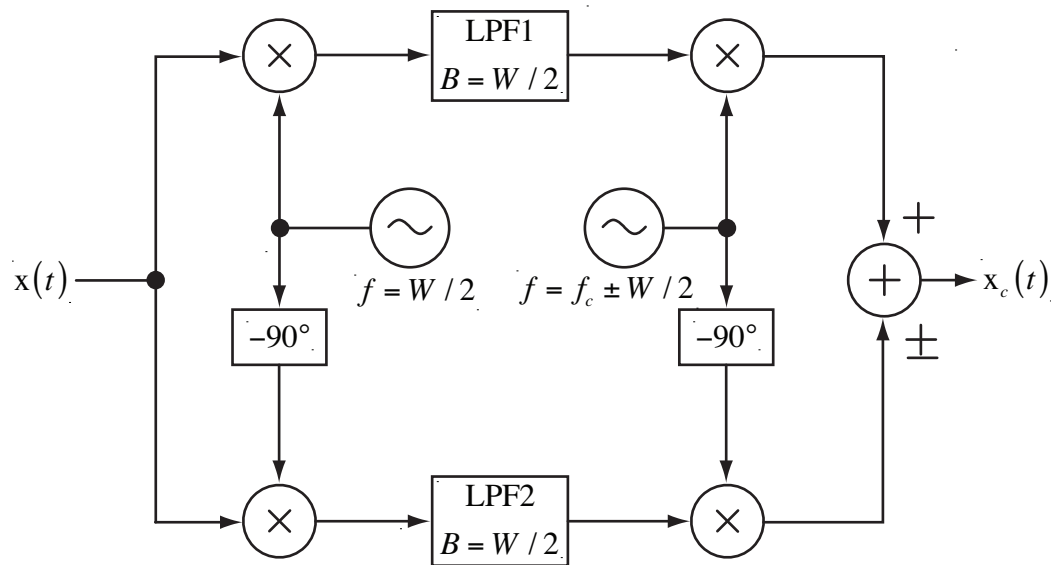 LPF1
B = W / 2
x(t)
f = W / 2
f = f_c ± W / 2
+
+
x_c(t)
±
−90°
−90°
LPF2
B = W / 2